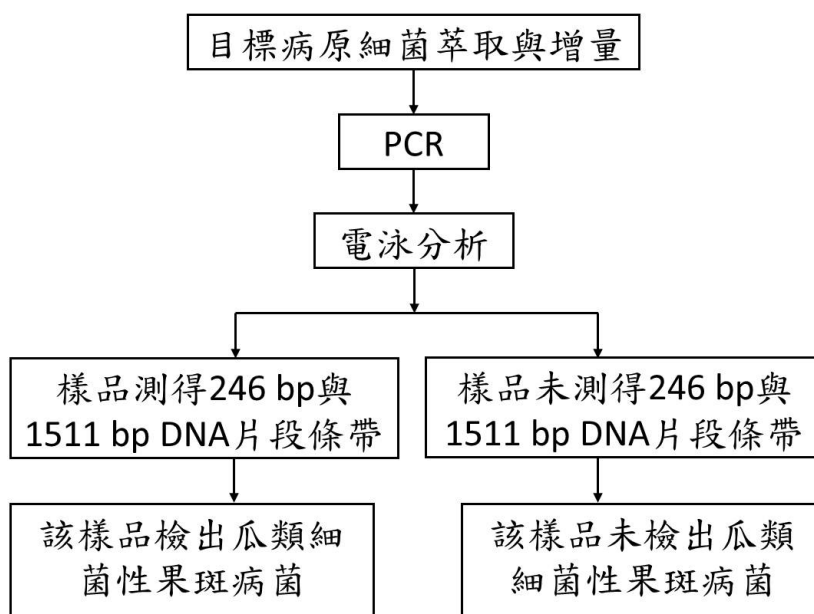 目標病原細菌萃取與增量
PCR
電泳分析
樣品測得246 bp與
1511 bp DNA片段條帶
樣品未測得246 bp與
1511 bp DNA片段條帶
該樣品檢出瓜類細
菌性果斑病菌
該樣品未檢出瓜類
細菌性果斑病菌